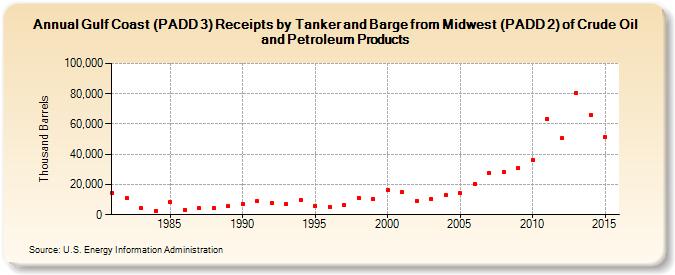 Annual Gulf Coast (PADD 3) Receipts by Tanker and Barge from Midwest (PADD 2) of Crude Oil
and Petroleum Products
Thousand Barrels
100,000
80,000
60,000
40,000
20,000
0
1985 1990 1995 2000 2005 2010 2015
Source: U.S. Energy Information Administration